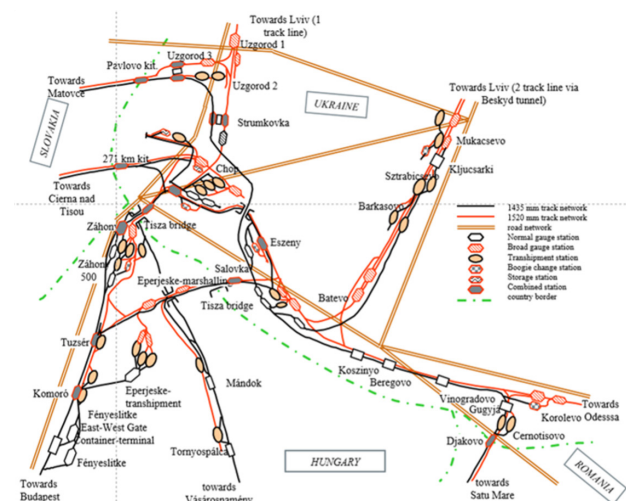 Towards Lviv (1
track line)
Uzgorod 1
Uzgorod 3
Pavlovo kit.
Towards
Matovce
Uzgorod 2
Towards Lviv (2 track line via
Beskyd tunnel)
UKRAINE
SLOVAKIA
Strumkovka
Mukacsevo
Kljucsarki
271 km kit.
Chop
Sztrabicsovo
Towards
Cierna nad
Tisou
Barkasovo
1435 mm track network
1520 mm track network
road network
Normal gauge station
Broad gauge station
Transhipment station
Boogie change station
Storage station
Combined station
country border
Záhony
Tisza bridge
Eszeny
Záhony
500
Salovka
Eperjeske-marshalling
Tisza bridge
Batevo
Tuzsér
Koszinyo
Beregovo
Komoró
Eperjeske-
transhipment
Mándok
Vinogradovo
Gugyja
Towards
Odesssa
Korolevo
Fényeslitke
East-West Gate
Container-terminal
Tornyospálca
Djakovo
Cernotisovo
Fényeslitke
HUNGARY
ROMANIA
Towards
Budapest
towards
Vásárosnamény
towards
Satu Mare